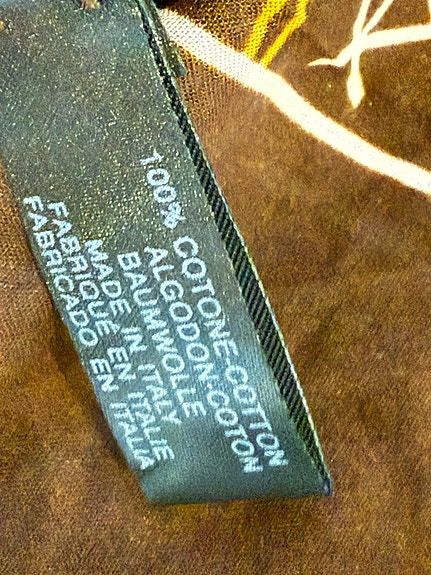 100% COTONE-COTTON
ALGODON-COTON
BAUMWOLLE
MADE IN ITALY
FABRIQUÉ EN ITALIE
FABRICADO EN ITALIA